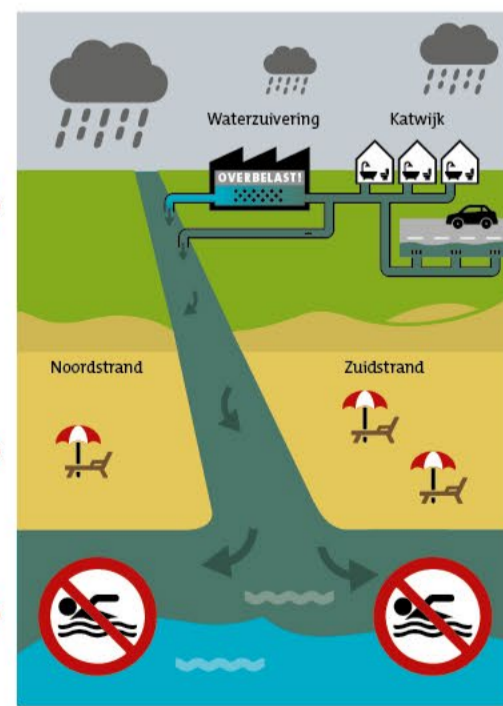 Waterzuivering
Katwijk
OVERBELAST!
Noordstrand
Zuidstrand